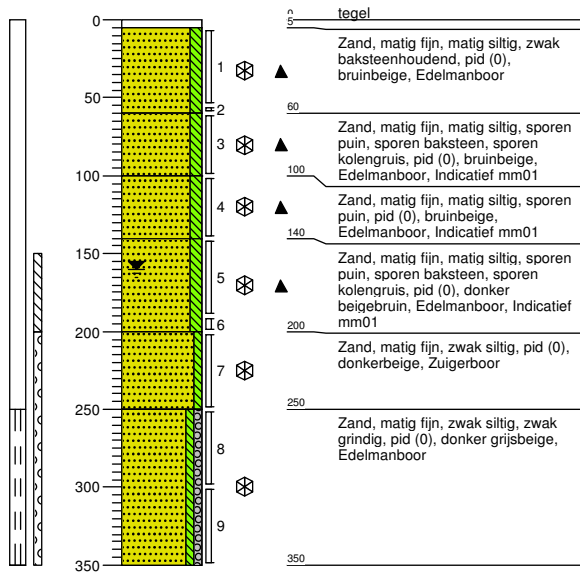 0
50
100
150
200
250
300
350
1
2
3
4
5
6
7
8
9
0
tegel
5
Zand, matig fijn, matig siltig, zwak
baksteenhoudend, pid (0),
bruinbeige, Edelmanboor
60
Zand, matig fijn, matig siltig, sporen
puin, sporen baksteen, sporen
kolengruis, pid (0), bruinbeige,
Edelmanboor, Indicatief mm01
100
Zand, matig fijn, matig siltig, sporen
puin, pid (0), bruinbeige,
Edelmanboor, Indicatief mm01
140
Zand, matig fijn, matig siltig, sporen
puin, sporen baksteen, sporen
kolengruis, pid (0), donker
beigebruin, Edelmanboor, Indicatief
mm01
200
Zand, matig fijn, zwak siltig, pid (0),
donkerbeige, Zuigerboor
250
Zand, matig fijn, zwak siltig, zwak
grindig, pid (0), donker grijsbeige,
Edelmanboor
350